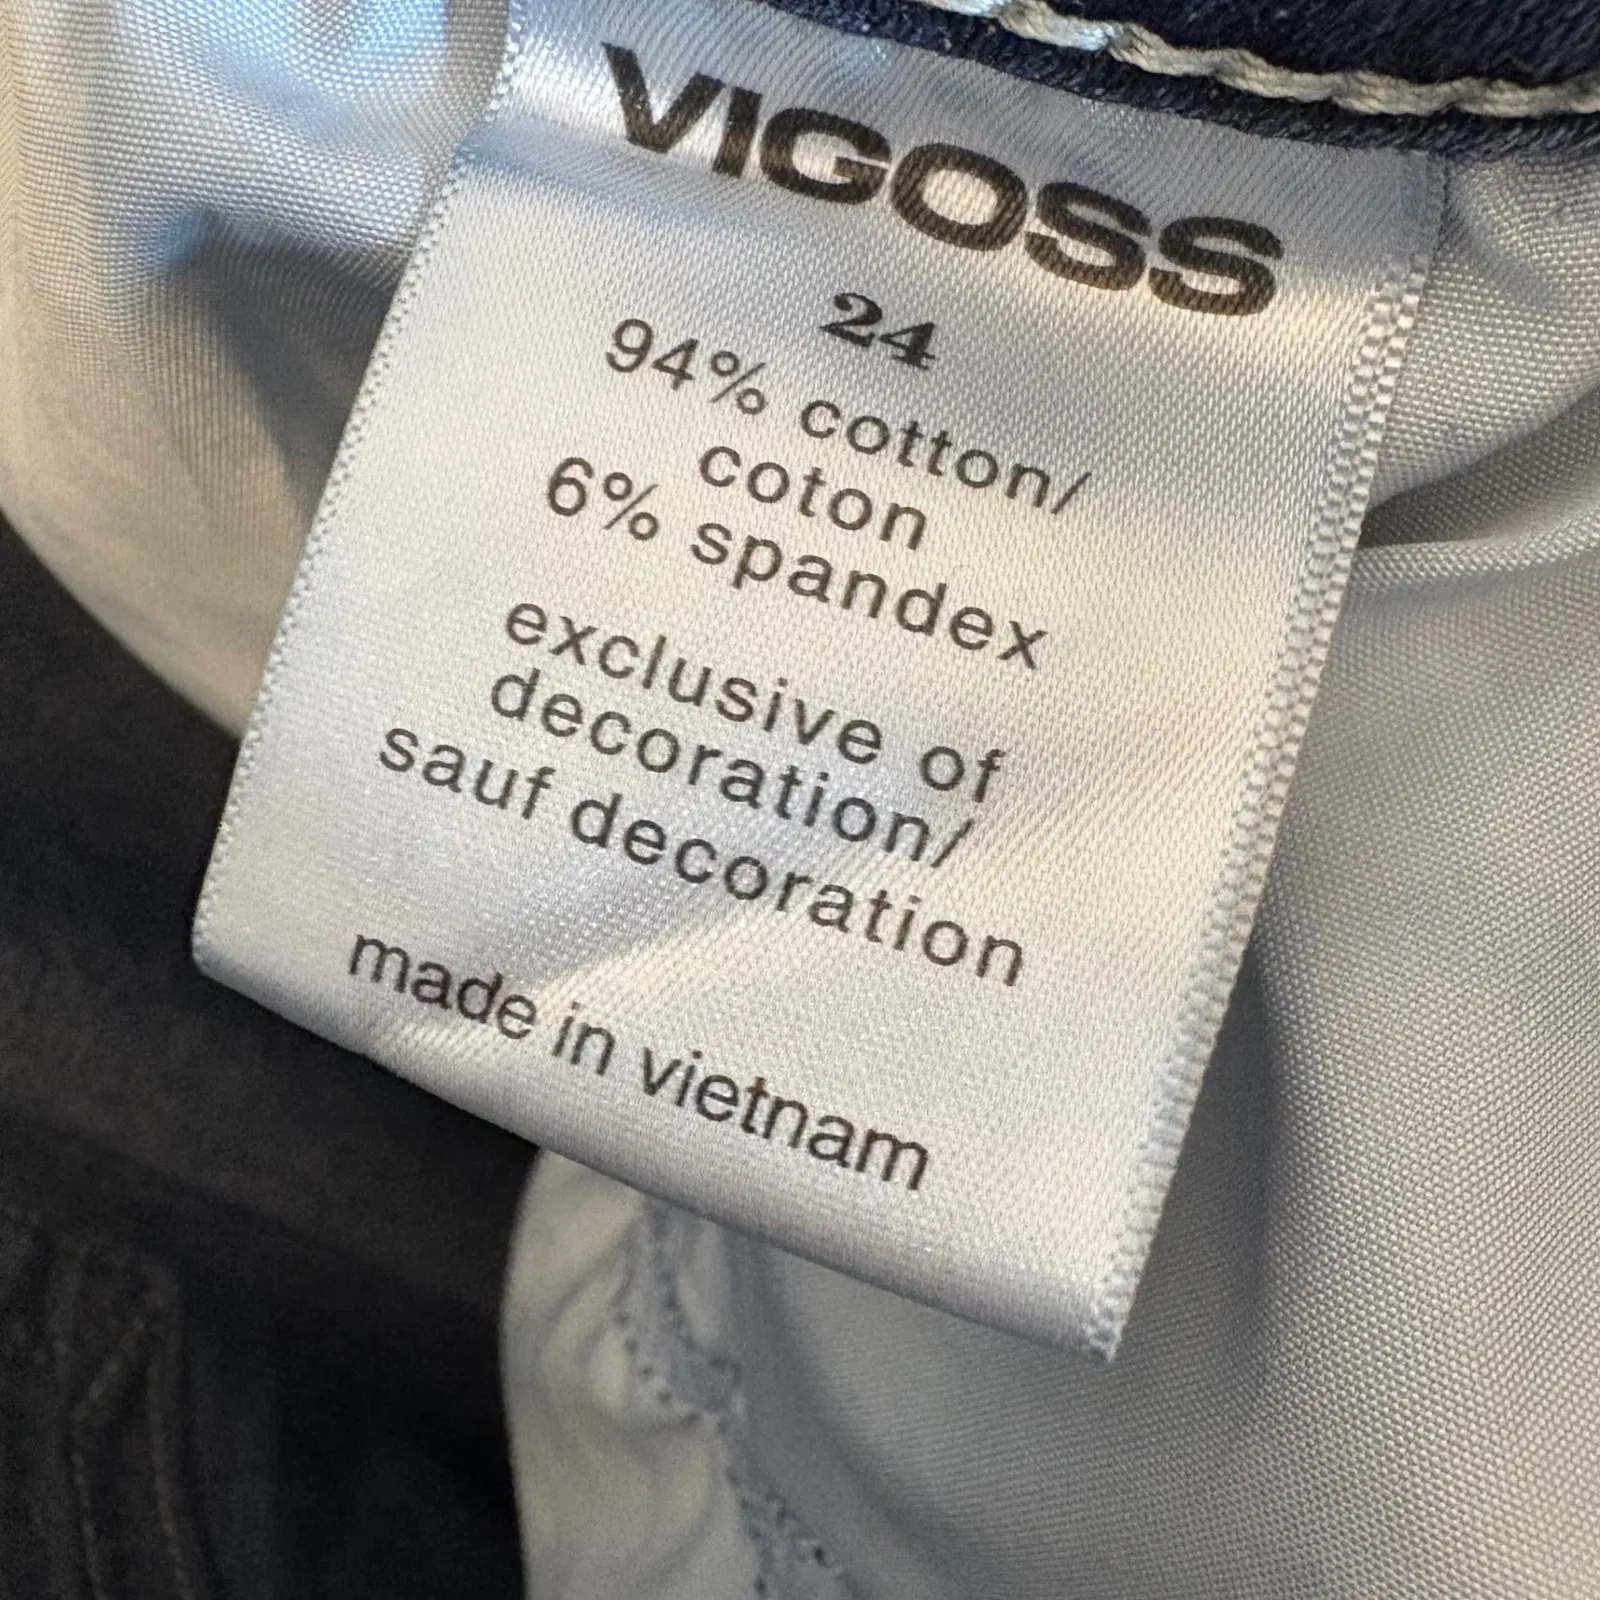 VIGOSS
24
94% cotton/
coton
6% spandex
exclusive of
decoration/
sauf decoration
made in vietnam